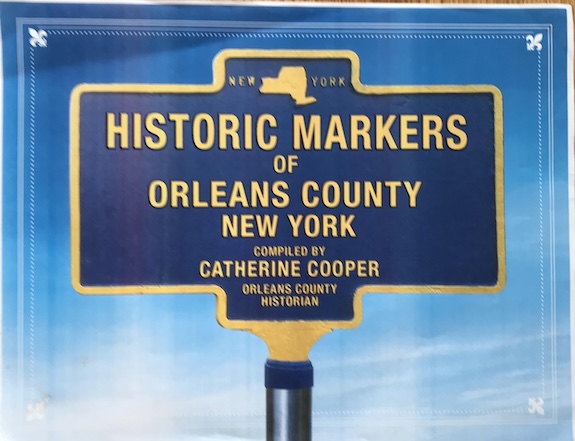 NEW YORK
HISTORIC MARKERS
OF
ORLEANS COUNTY
NEW YORK
COMPILED BY
CATHERINE COOPER
ORLEANS COUNTY
HISTORIAN